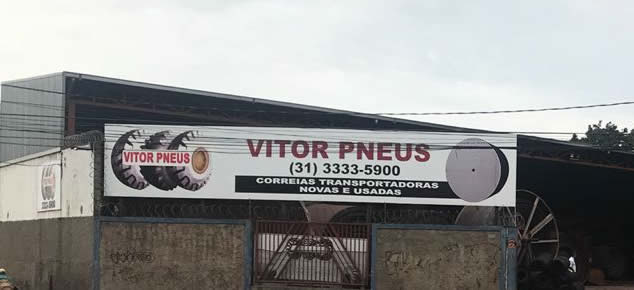 VITOR PNEUS
VITOR PNEUS
(31) 3333-5900
CORREIAS TRANSPORTADORAS
NOVAS E USADAS